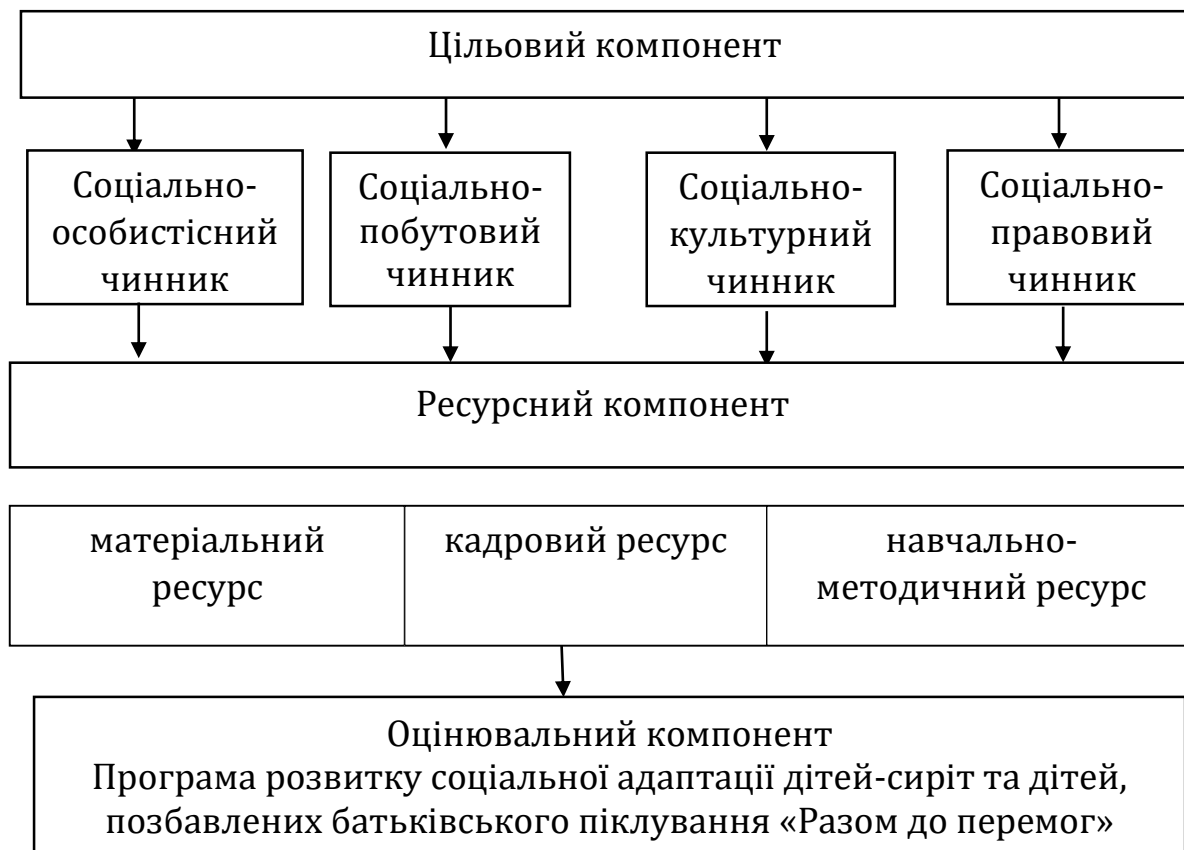 Цільовий компонент
Соціально-
особистісний
чинник
Соціально-
побутовий
чинник
Соціально-
культурний
чинник
Соціально-
правовий
чинник
Ресурсний компонент
матеріальний
ресурс
кадровий ресурс
навчально-
методичний ресурс
Оцінювальний компонент
Програма розвитку соціальної адаптації дітей-сиріт та дітей,
позбавлених батьківського піклування «Разом до перемог»